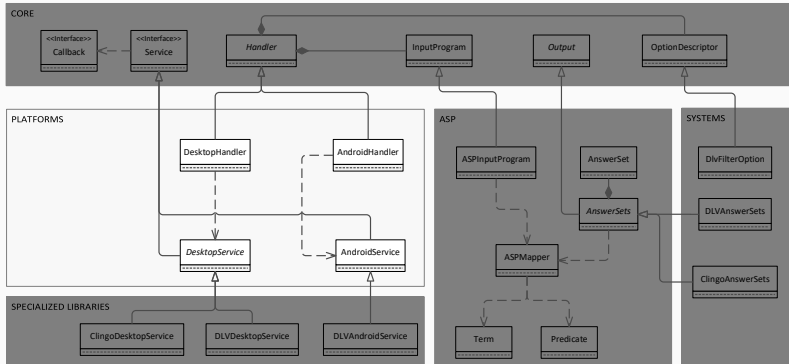 CORE
<<Interface>>
Callback
<<Interface>>
Service
Handler
InputProgram
Output
OptionDescriptor
PLATFORMS
DesktopHandler
AndroidHandler
DesktopService
AndroidService
ASP
ASPInputProgram
AnswerSet
AnswerSets
ASPMapper
Term
Predicate
SYSTEMS
DlvFilterOption
DLVAnswerSets
ClingoAnswerSets
SPECIALIZED LIBRARIES
ClingoDesktopService
DLVDesktopService
DLVAndroidService